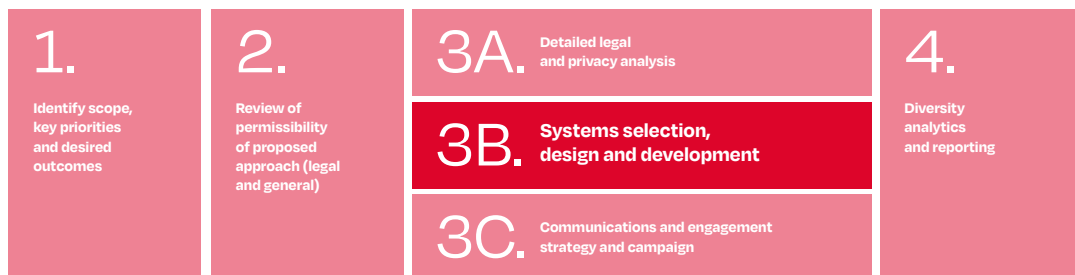 1.
Identify scope,
key priorities
and desired
outcomes
2.
Review of
permissibility
of proposed
approach (legal
and general)
3A.
Detailed legal
and privacy analysis
3B.
Systems selection,
design and development
3C.
Communications and engagement
strategy and campaign
4.
Diversity
analytics
and reporting